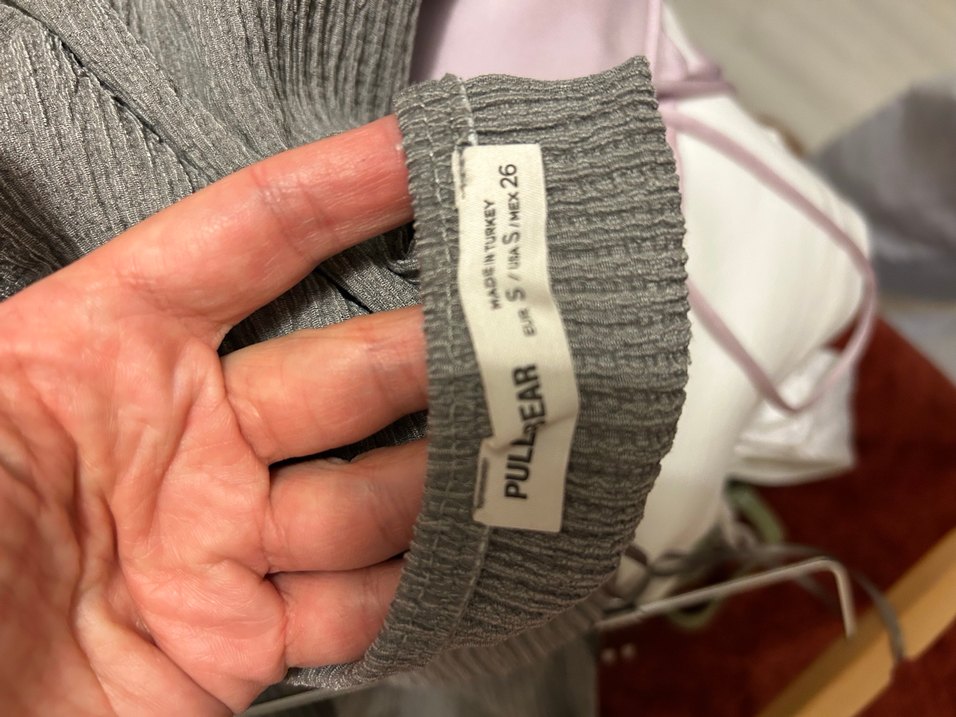 PULL
BEAR
EUR S / USA S / MEX 26
MADE IN TURKEY